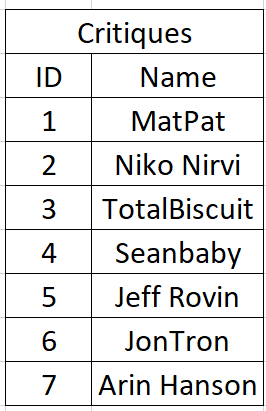 Critiques
ID Name
1 MatPat
2 Niko Nirvi
3 TotalBiscuit
4 Seanbaby
5 Jeff Rovin
6 JonTron
7 Arin Hanson